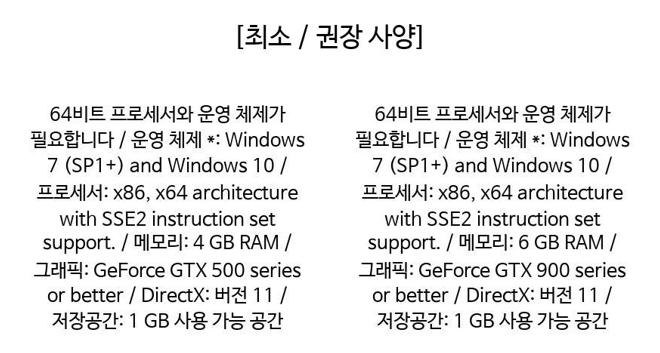 [최소 / 권장 사양]
64비트 프로세서와 운영 체제가
필요합니다 / 운영 체제 *: Windows
7 (SP1+) and Windows 10 /
프로세서: x86, x64 architecture
with SSE2 instruction set
support. / 메모리: 4 GB RAM /
그래픽: GeForce GTX 500 series
or better / DirectX: 버전 11 /
저장공간: 1 GB 사용 가능 공간
64비트 프로세서와 운영 체제가
필요합니다 / 운영 체제 *: Windows
7 (SP1+) and Windows 10 /
프로세서: x86, x64 architecture
with SSE2 instruction set
support. / 메모리: 6 GB RAM /
그래픽: GeForce GTX 900 series
or better / DirectX: 버전 11 /
저장공간: 1 GB 사용 가능 공간